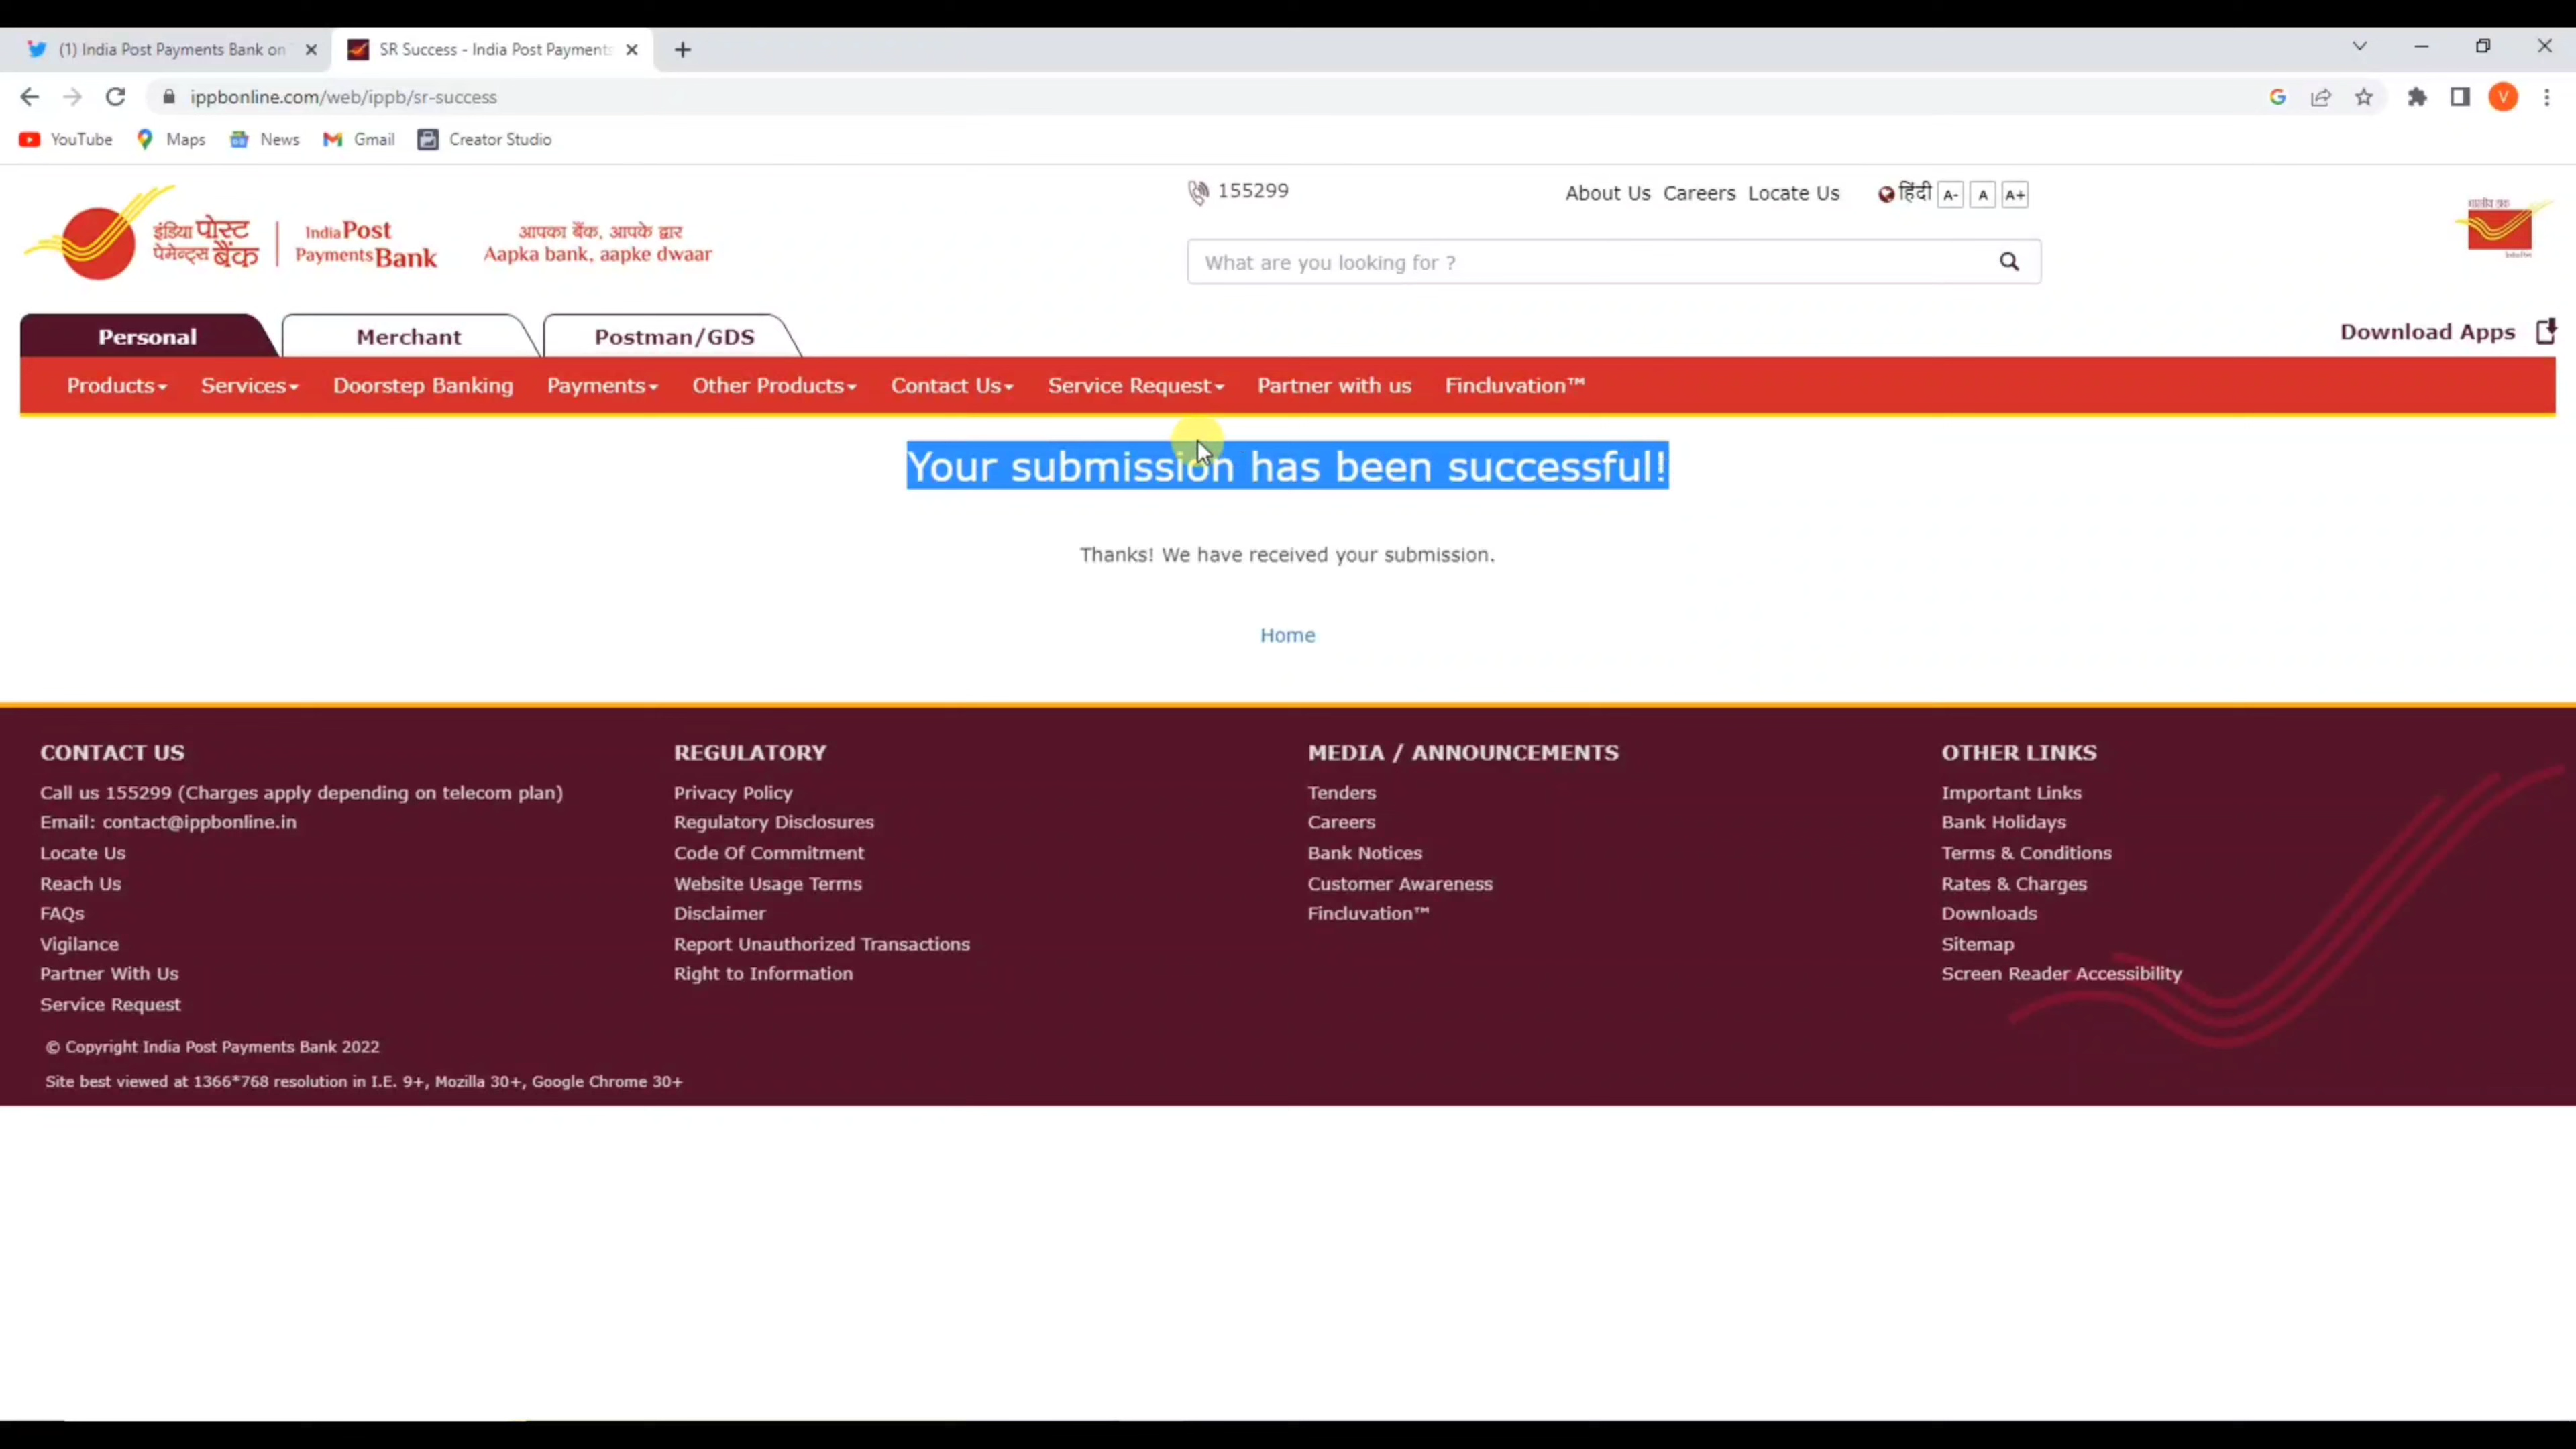 (1) India Post Payments Bank on
SR Success - India Post Payments
ippbonline.com/web/ippb/sr-success
V
YouTube
Maps
News
Gmail
Creator Studio
इंडिया पोस्ट
पेमेन्ट्स बैंक
India Post
Payments Bank
आपका बैंक, आपके द्वार
Aapka bank, aapke dwaar
155299
About Us Careers Locate Us
हिंदी A- A A+
What are you looking for ?
भारतीय डाक
India Post
Personal
Merchant
Postman/GDS
Download Apps
Products
Services
Doorstep Banking
Payments
Other Products
Contact Us
Service Request
Partner with us
Fincluvation™
Your submission has been successful!
Thanks! We have received your submission.
Home
CONTACT US
Call us 155299 (Charges apply depending on telecom plan)
Email: contact@ippbonline.in
Locate Us
Reach Us
FAQs
Vigilance
Partner With Us
Service Request
REGULATORY
Privacy Policy
Regulatory Disclosures
Code Of Commitment
Website Usage Terms
Disclaimer
Report Unauthorized Transactions
Right to Information
MEDIA / ANNOUNCEMENTS
Tenders
Careers
Bank Notices
Customer Awareness
Fincluvation™
OTHER LINKS
Important Links
Bank Holidays
Terms & Conditions
Rates & Charges
Downloads
Sitemap
Screen Reader Accessibility
© Copyright India Post Payments Bank 2022
Site best viewed at 1366*768 resolution in I.E. 9+, Mozilla 30+, Google Chrome 30+